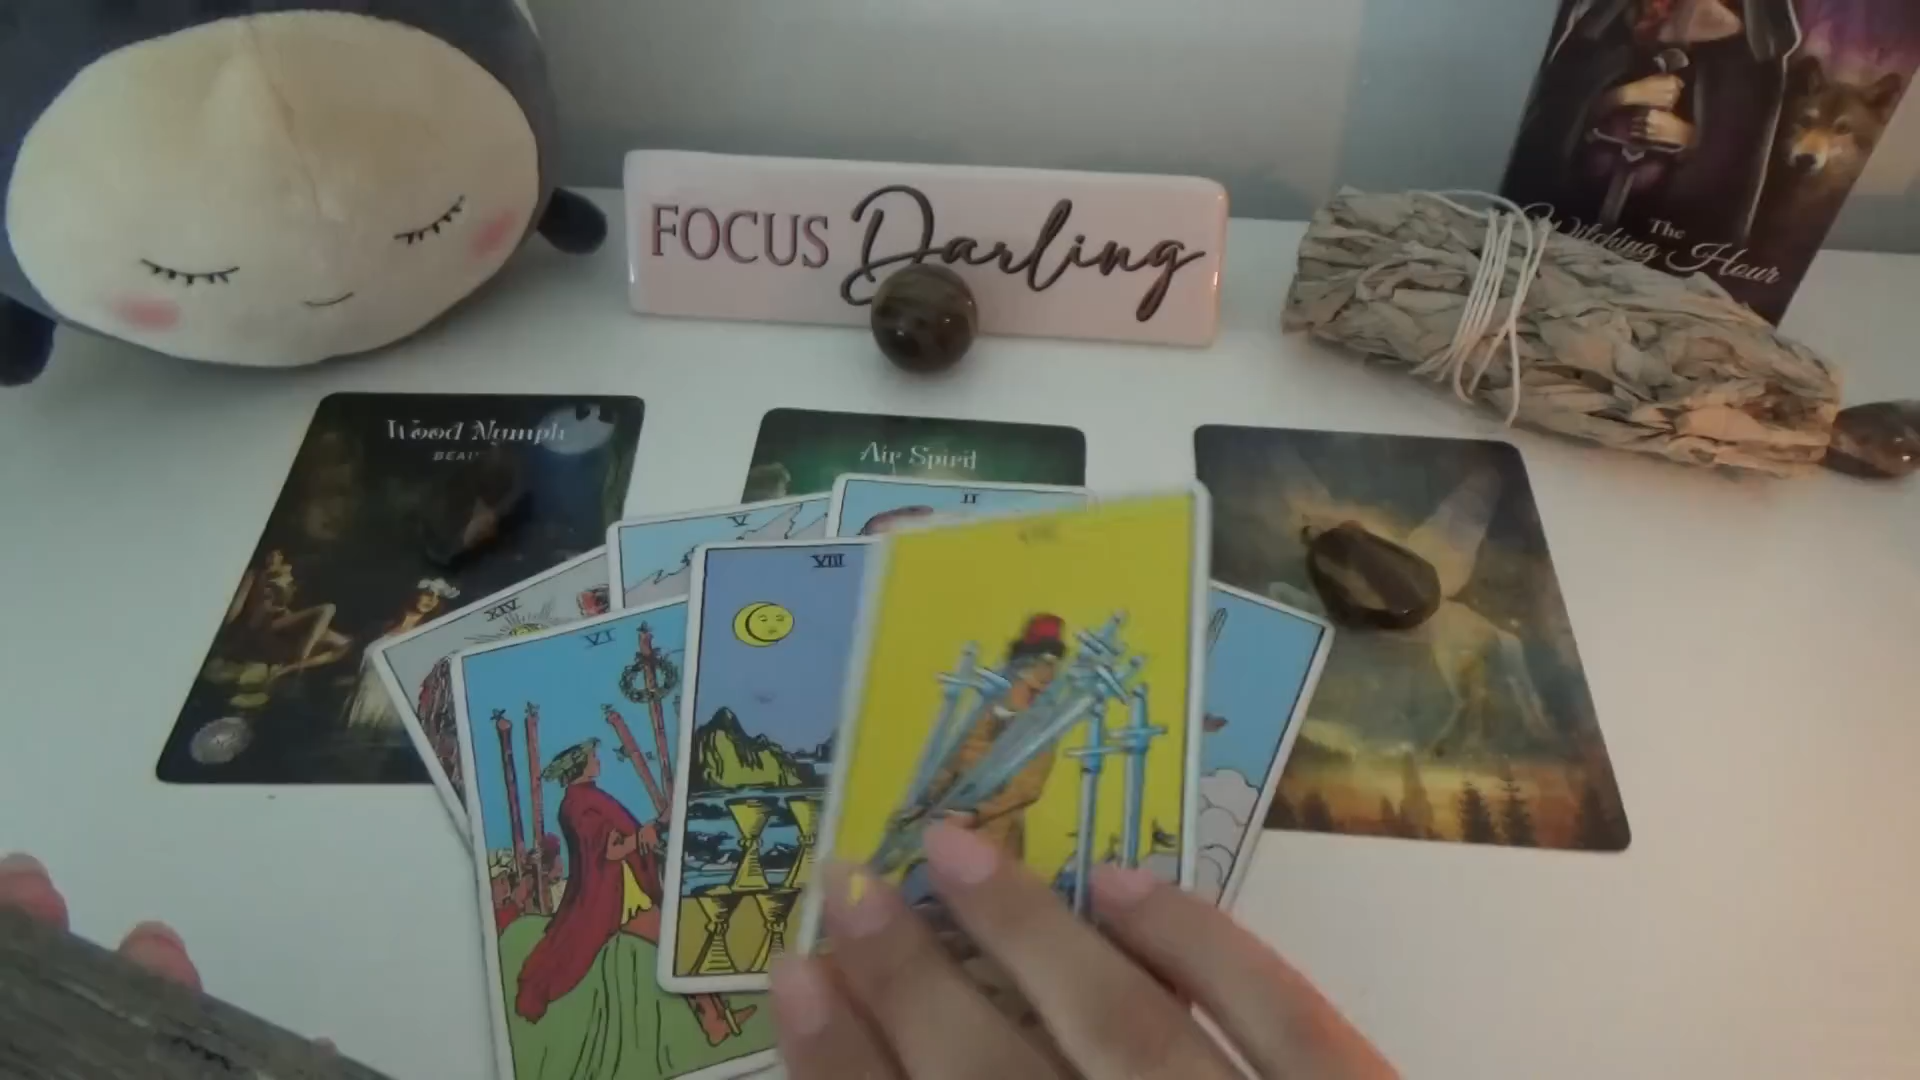 FOCUS Darling
The
Witching Hour
Wood Nymph
Air Spirit
II
V
VIII
XIV
VI